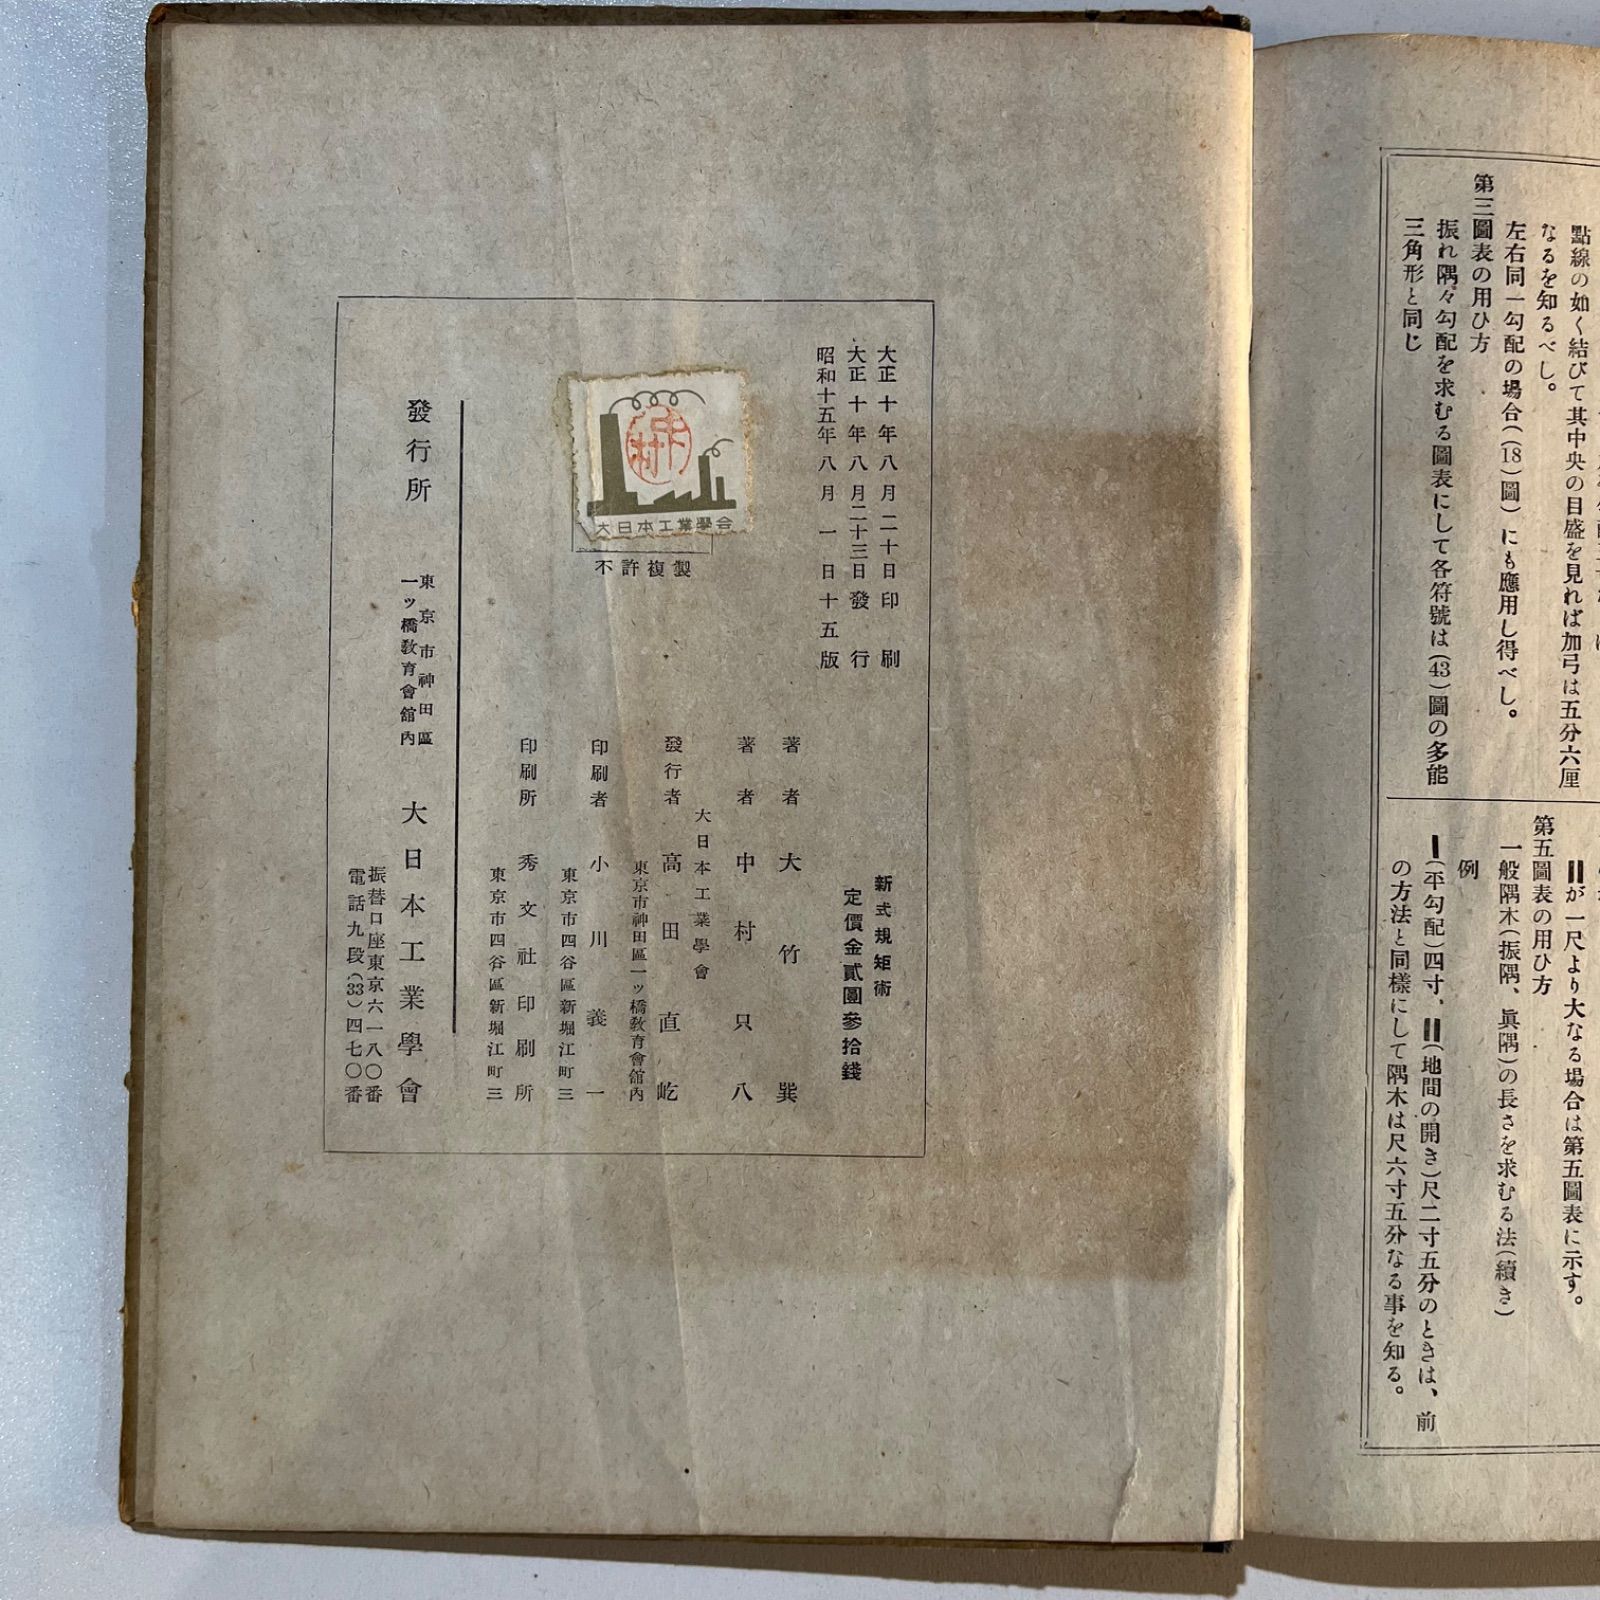 點線の如く結びて其中央の目盛を見れば加弓は五分六厘
なるを知るべし。
左右同一勾配の場合((18)圖)にも應用し得べし。
第三圖表の用ひ方
振れ隅々勾配を求むる圖表にして各符號は(43)圖の多能
三角形と同じ
〓が一尺より大なる場合は第五圖表に示す。
第五圖表の用ひ方
一般隅木(振隅、眞隅)の長さを求むる法(續き)
例
〡(平勾配)四寸、〢(地間の開き)尺二寸五分のときは、前
の方法と同樣にして隅木は尺六寸五分なる事を知る。
大正十年八月二十日印刷
大正十年八月二十三日發行
昭和十五年八月一日十五版
新式規矩術
定價金貳圓參拾錢
大日本工業學会
不許複製
著者 大竹巽
著者 中村只八
大日本工業學會
發行者 高田直屹
東京市神田區一ッ橋敎育會館內
印刷者 小川義一
東京市四谷區新堀江町三
印刷所 秀文社印刷所
東京市四谷區新堀江町三
發行所
東京市神田區
一ッ橋敎育會館內
大日本工業學會
振替口座東京六一八〇番
電話九段(33)四七〇番